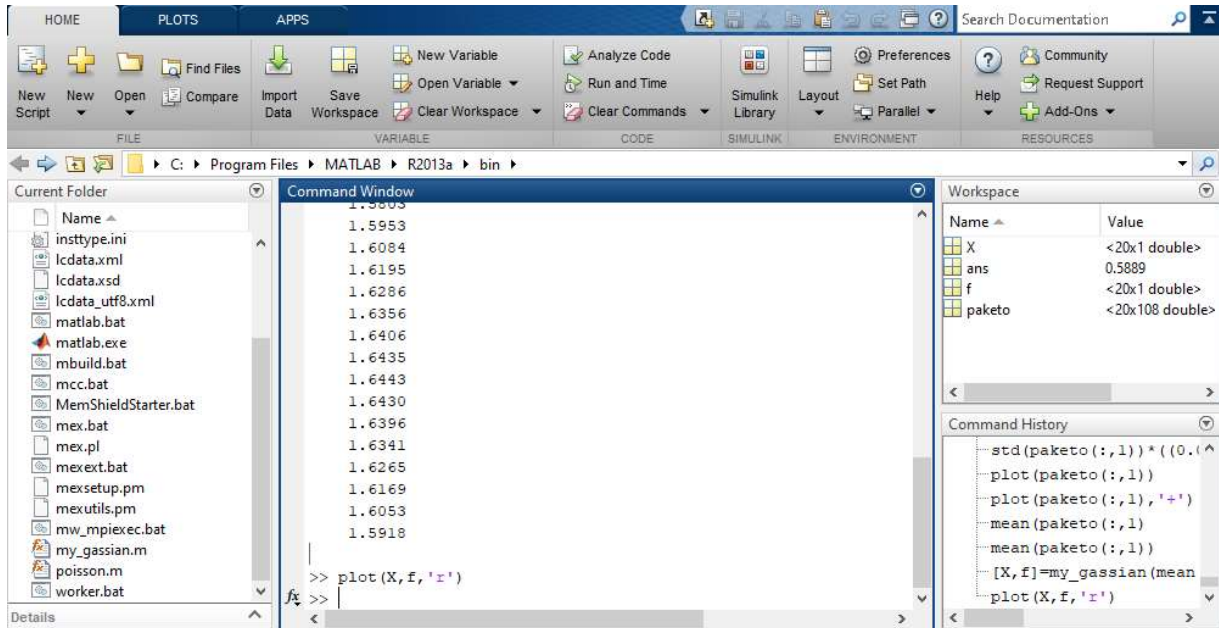 HOME PLOTS APPS Search Documentation
New Script
New
Open
Find Files
Compare
FILE
Import Data
Save Workspace
New Variable
Open Variable
Clear Workspace
VARIABLE
Analyze Code
Run and Time
Clear Commands
CODE
Simulink Library
SIMULINK
Layout
Preferences
Set Path
Parallel
ENVIRONMENT
Help
Community
Request Support
Add-Ons
RESOURCES
C: Program Files MATLAB R2013a bin
Current Folder
Name
insttype.ini
lcdata.xml
lcdata.xsd
lcdata_utf8.xml
matlab.bat
matlab.exe
mbuild.bat
mcc.bat
MemShieldStarter.bat
mex.bat
mex.pl
mexext.bat
mexsetup.pm
mexutils.pm
mw_mpiexec.bat
my_gassian.m
poisson.m
worker.bat
Details
Command Window
1.5803
1.5953
1.6084
1.6195
1.6286
1.6356
1.6406
1.6435
1.6443
1.6430
1.6396
1.6341
1.6265
1.6169
1.6053
1.5918
>> plot(X,f,'r')
fx >>
Workspace
Name Value
X <20x1 double>
ans 0.5889
f <20x1 double>
paketo <20x108 double>
Command History
std(paketo(:,1))*((0.
plot(paketo(:,1))
plot(paketo(:,1),'+')
mean(paketo(:,1)
mean(paketo(:,1))
[X,f]=my_gassian(mean
plot(X,f,'r')